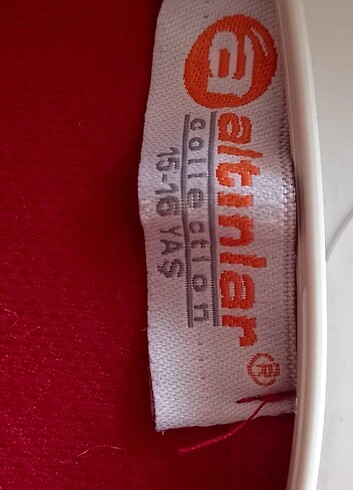 a
altınlar®
collection
15-16 YAŞ